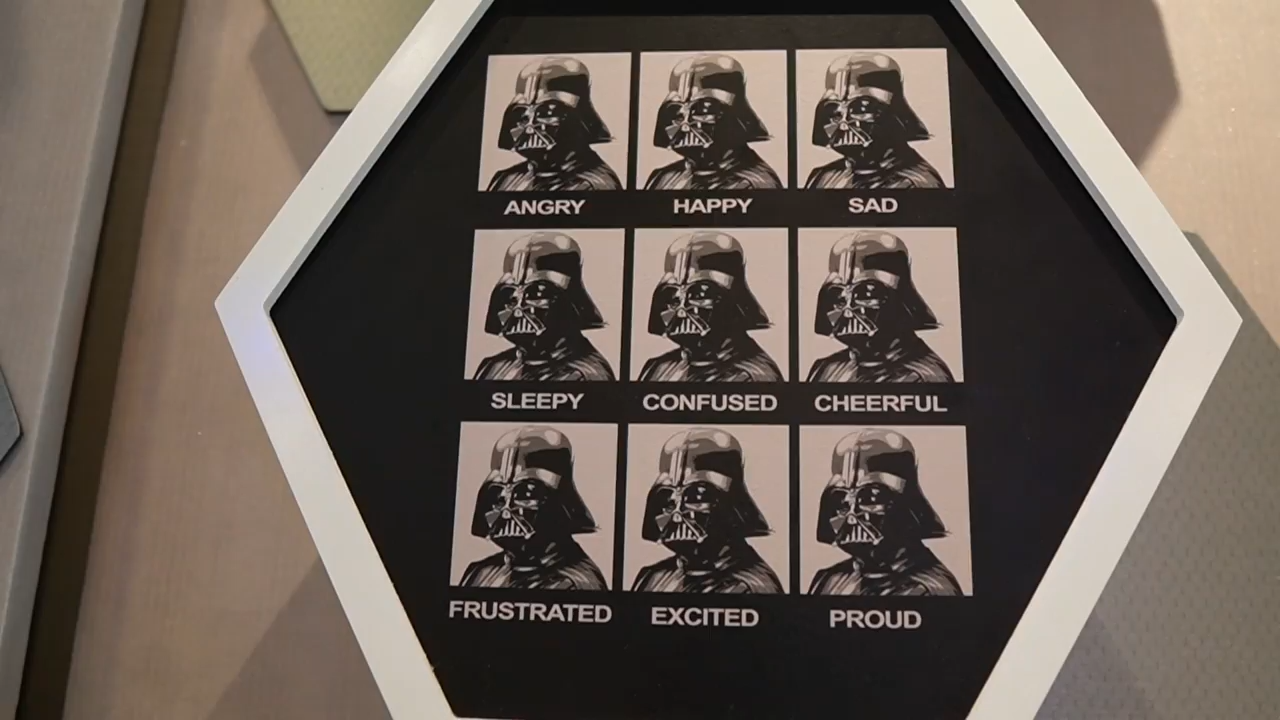 ANGRY HAPPY SAD
SLEEPY CONFUSED CHEERFUL
FRUSTRATED EXCITED PROUD